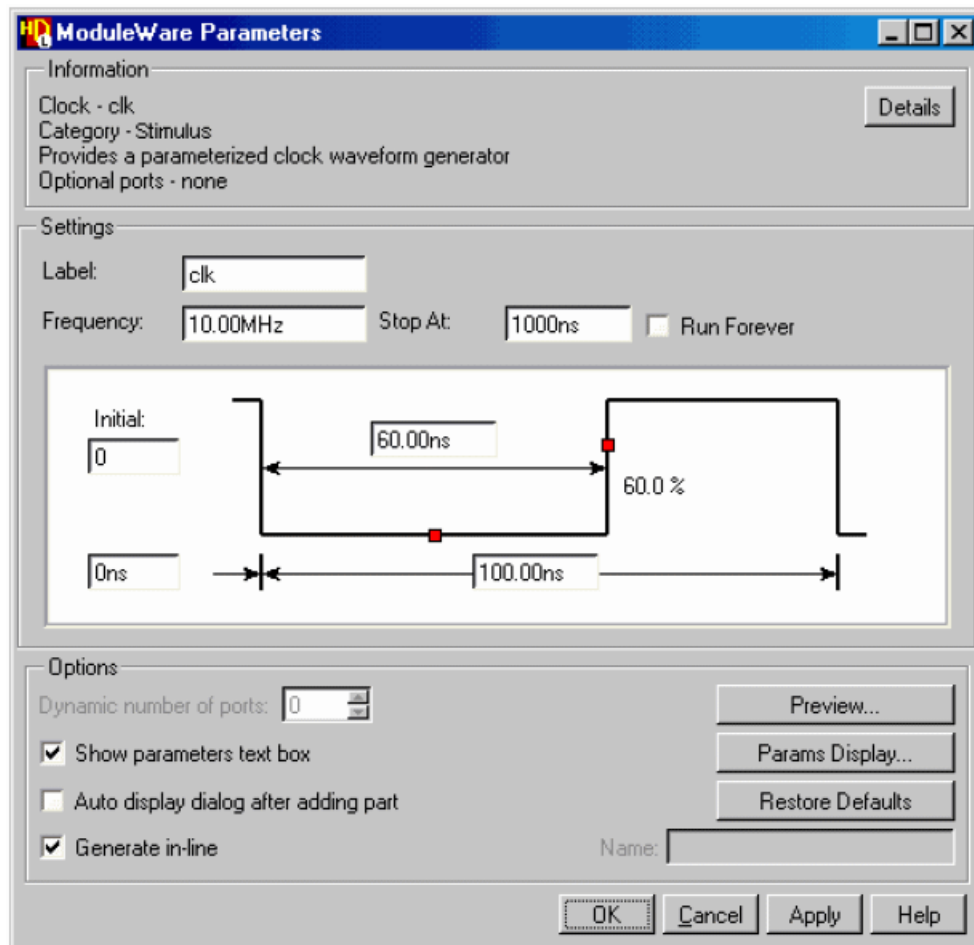 HDL ModuleWare Parameters
Information
Clock - clk
Details
Category - Stimulus
Provides a parameterized clock waveform generator
Optional ports - none
Settings
Label: clk
Frequency: 10.00MHz Stop At: 1000ns Run Forever
Initial:
0
60.00ns
60.0 %
0ns
100.00ns
Options
Dynamic number of ports: 0
Preview...
Show parameters text box
Params Display...
Auto display dialog after adding part
Restore Defaults
Generate in-line
Name:
OK Cancel Apply Help